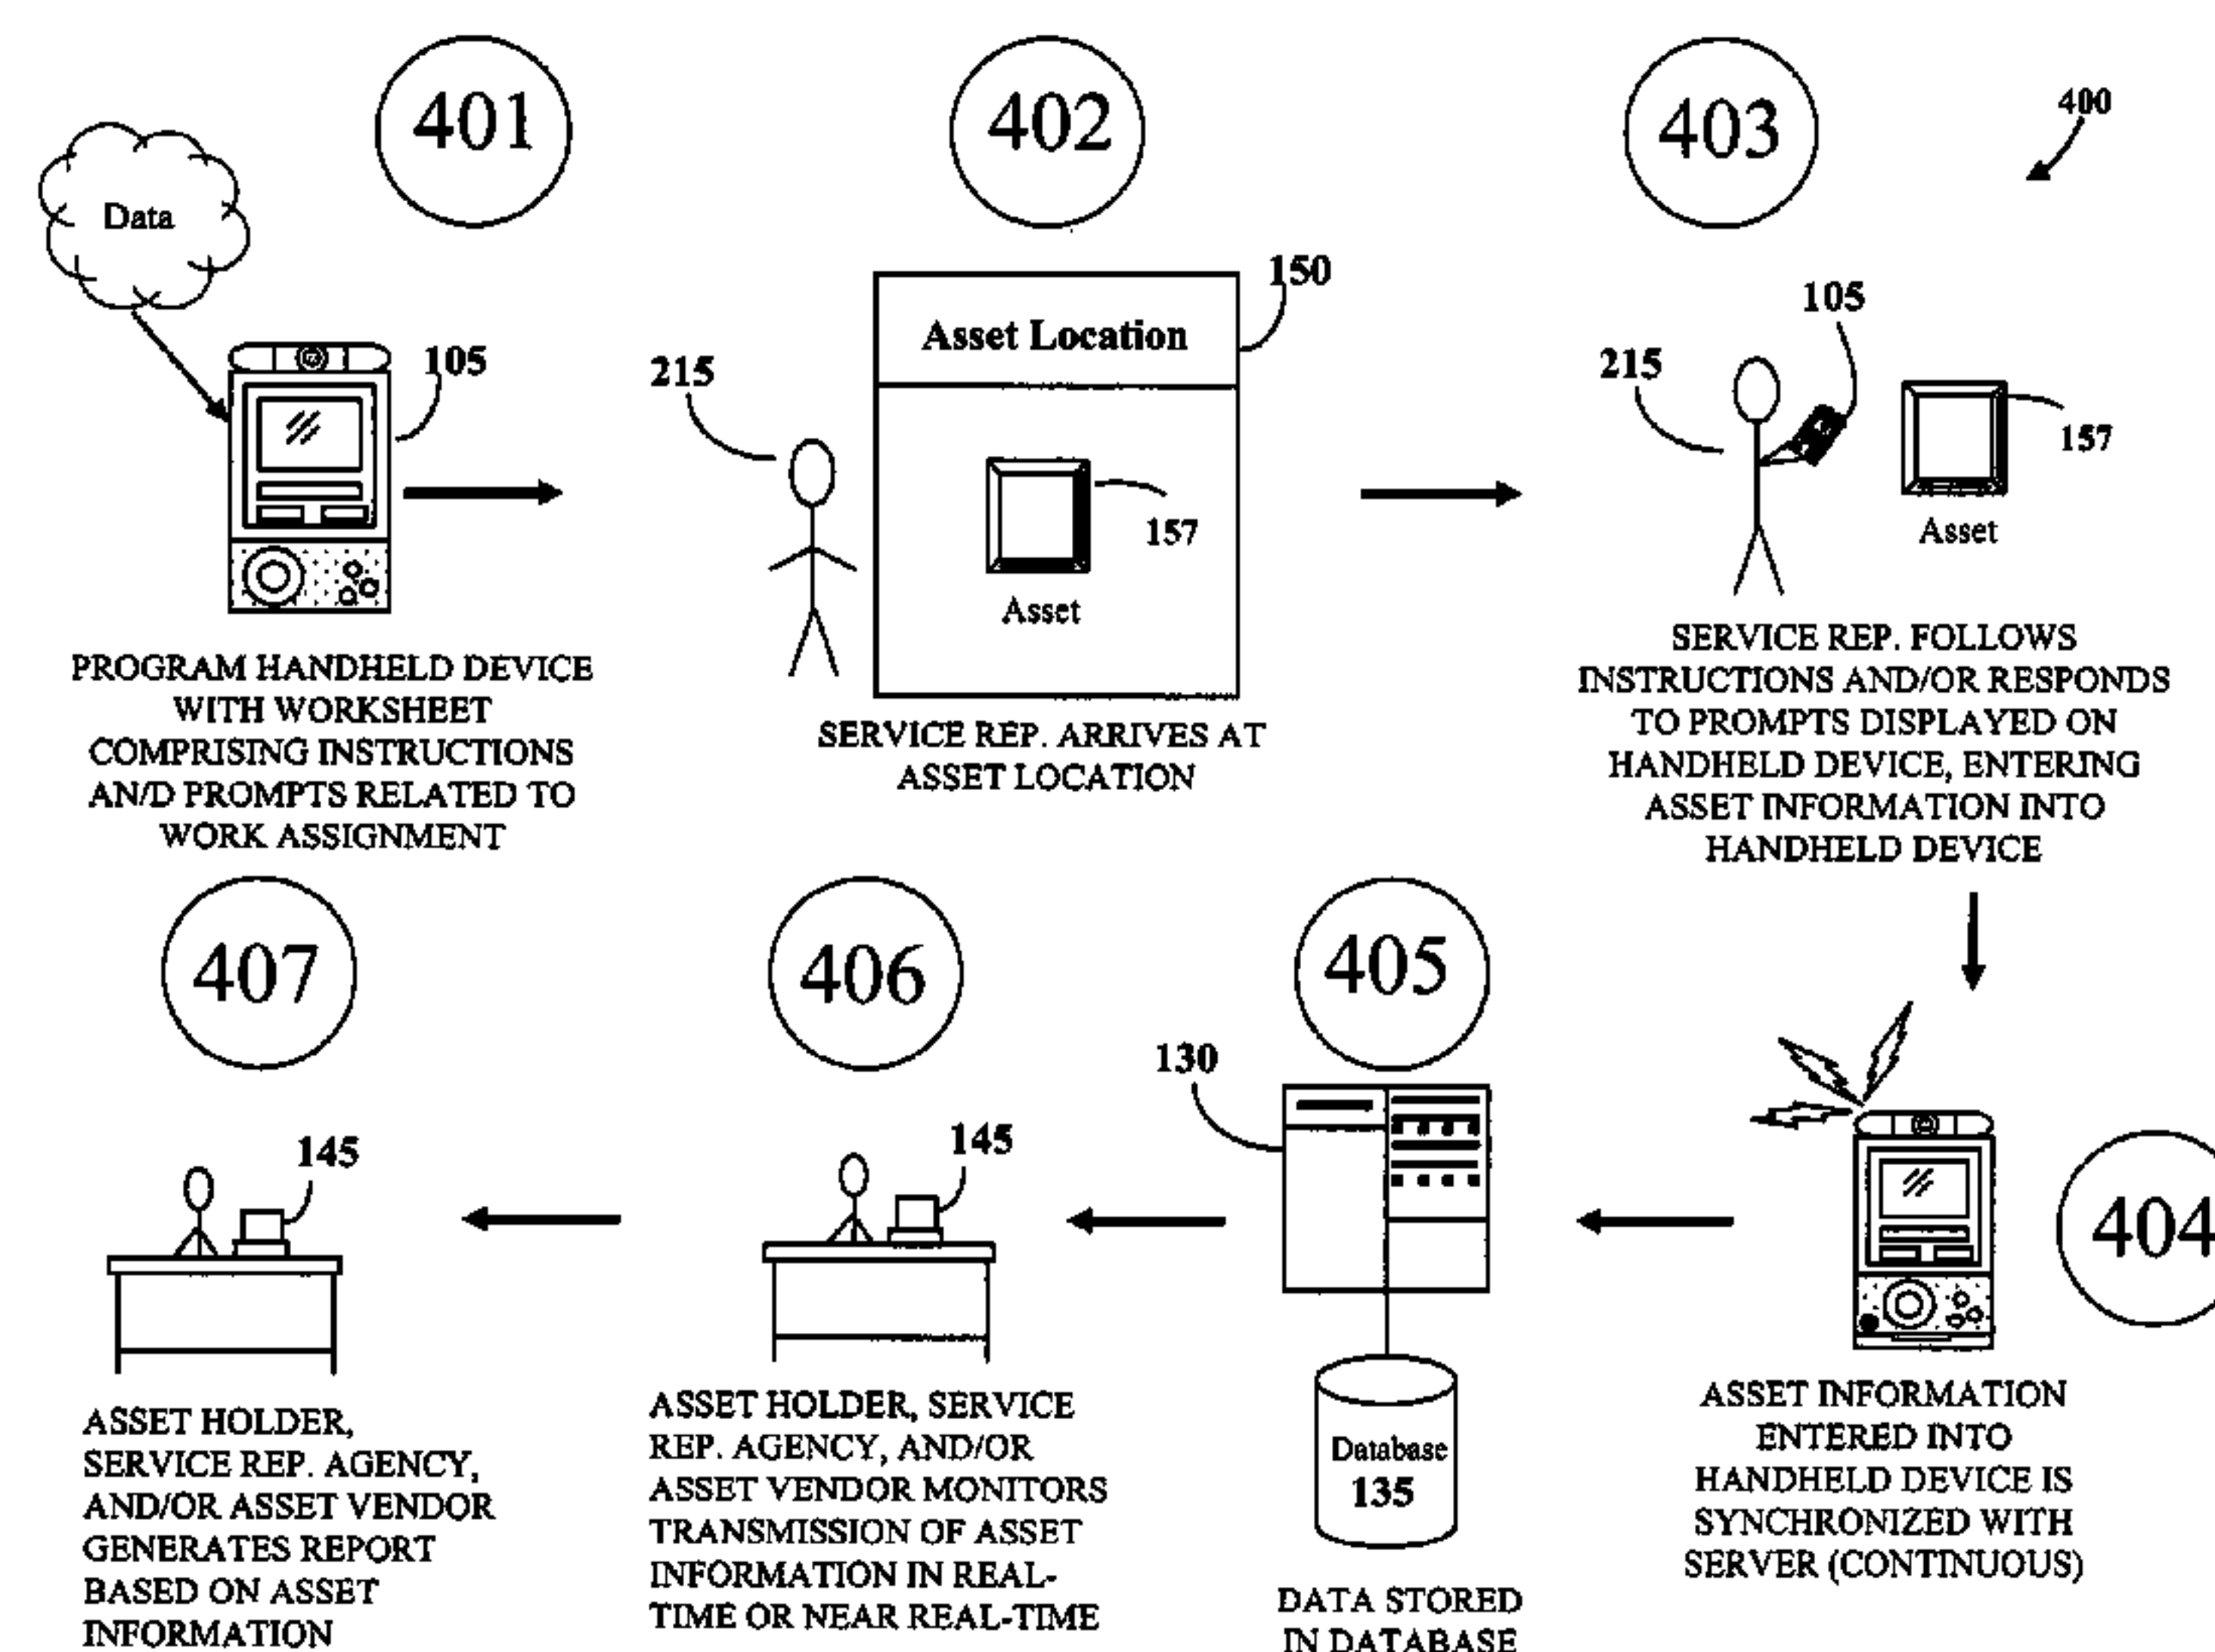 401
402
403
400
Data
105
215
150
Asset Location
157
Asset
215
105
157
Asset
PROGRAM HANDHELD DEVICE
WITH WORKSHEET
COMPRISING INSTRUCTIONS
AN/D PROMPTS RELATED TO
WORK ASSIGNMENT
SERVICE REP. ARRIVES AT
ASSET LOCATION
SERVICE REP. FOLLOWS
INSTRUCTIONS AND/OR RESPONDS
TO PROMPTS DISPLAYED ON
HANDHELD DEVICE, ENTERING
ASSET INFORMATION INTO
HANDHELD DEVICE
407
406
405
404
145
145
130
Database
135
ASSET HOLDER,
SERVICE REP. AGENCY,
AND/OR ASSET VENDOR
GENERATES REPORT
BASED ON ASSET
INFORMATION
ASSET HOLDER, SERVICE
REP. AGENCY, AND/OR
ASSET VENDOR MONITORS
TRANSMISSION OF ASSET
INFORMATION IN REAL-
TIME OR NEAR REAL-TIME
DATA STORED
IN DATABASE
ASSET INFORMATION
ENTERED INTO
HANDHELD DEVICE IS
SYNCHRONIZED WITH
SERVER (CONTINUOUS)